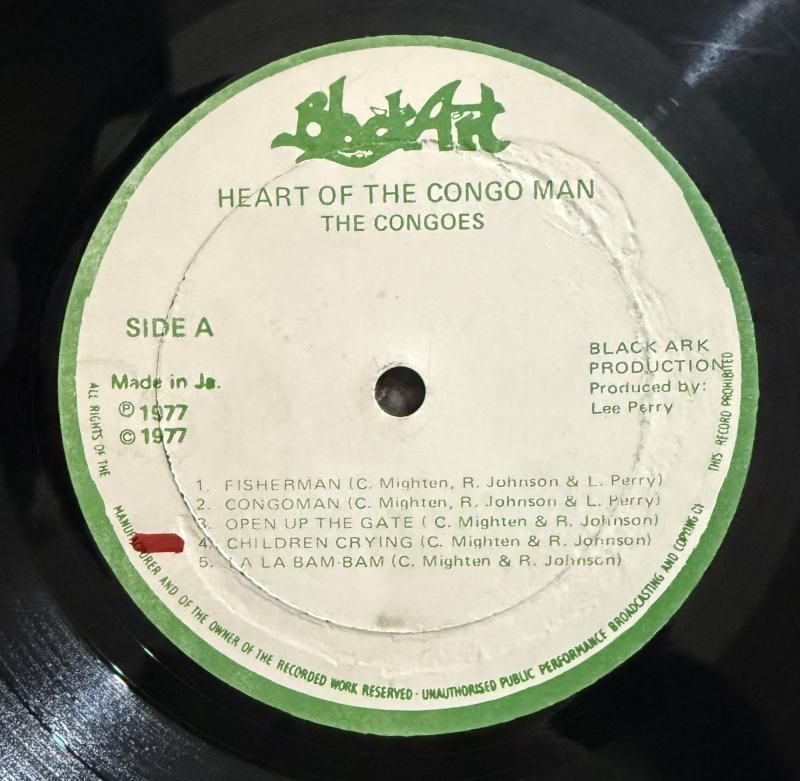 Black Art
HEART OF THE CONGO MAN
THE CONGOES
SIDE A
Made in Ja.
℗ 1977
© 1977
BLACK ARK
PRODUCTION
Produced by:
Lee Perry
1. FISHERMAN (C. Mighten, R. Johnson & L. Perry)
2. CONGOMAN (C. Mighten, R. Johnson & L. Perry)
3. OPEN UP THE GATE ( C. Mighten & R. Johnson)
4. CHILDREN CRYING (C. Mighten & R. Johnson)
5. LA LA BAM-BAM (C. Mighten & R. Johnson)
ALL RIGHTS OF THE MANUFACTURER AND OF THE OWNER OF THE RECORDED WORK RESERVED · UNAUTHORISED PUBLIC PERFORMANCE BROADCASTING AND COPYING OF THIS RECORD PROHIBITED